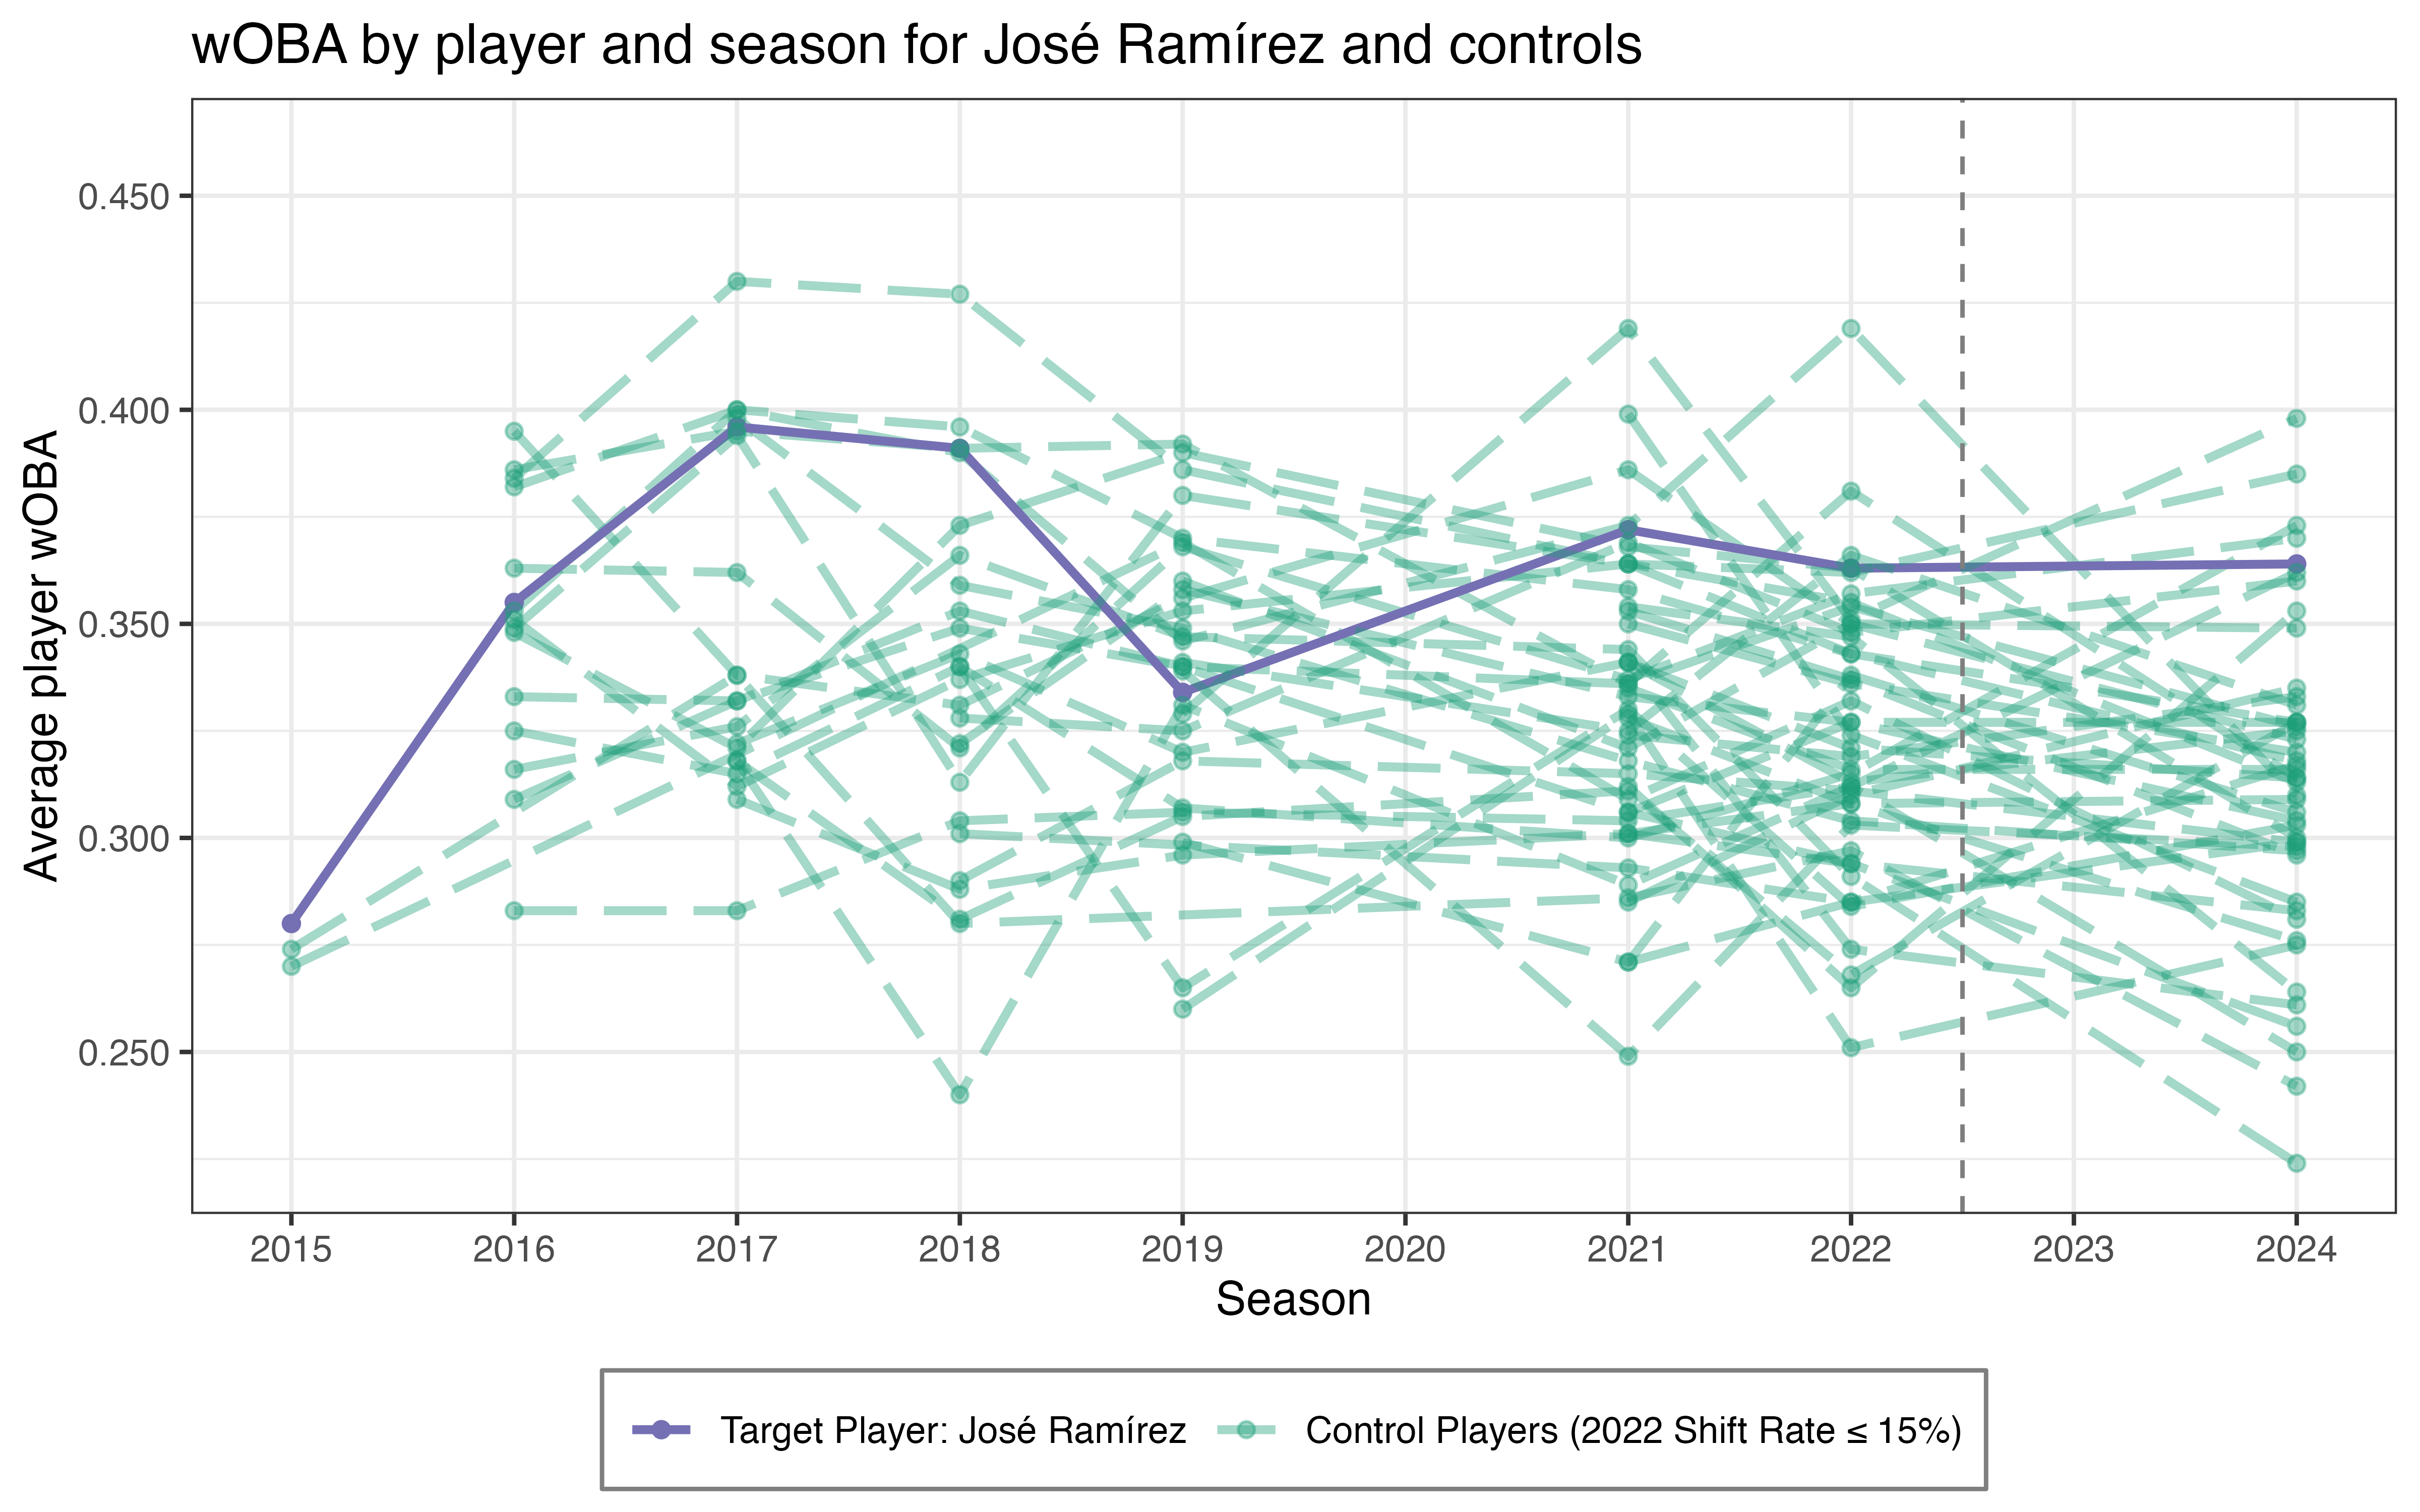 wOBA by player and season for José Ramírez and controls
Average player wOBA
0.450
0.400
0.350
0.300
0.250
2015 2016 2017 2018 2019 2020 2021 2022 2023 2024
Season
Target Player: José Ramírez Control Players (2022 Shift Rate ≤ 15%)